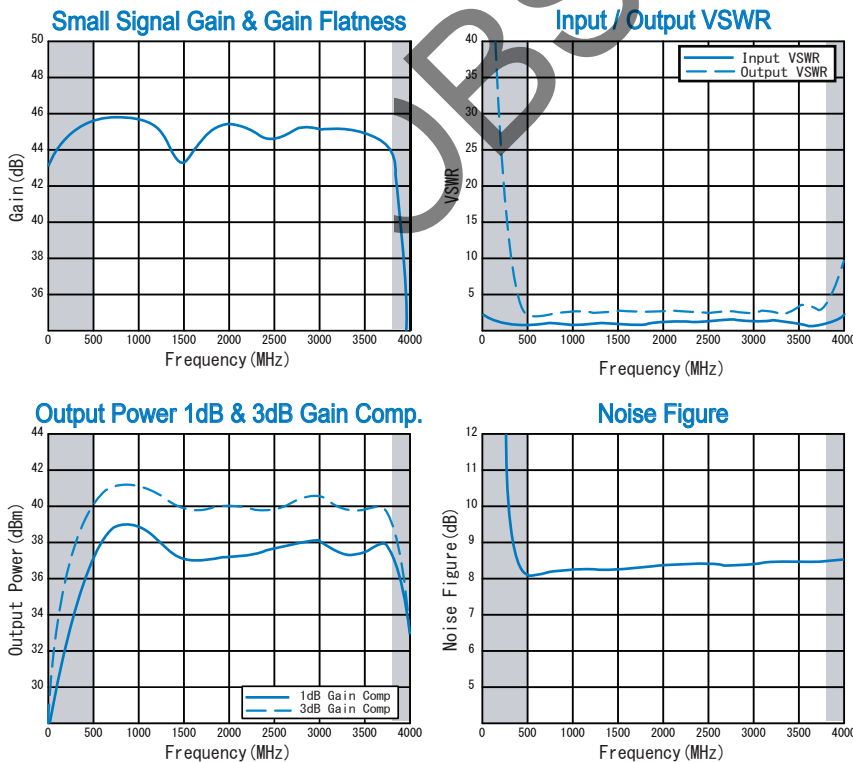 Small Signal Gain & Gain Flatness
50
48
46
44
42
40
38
36
Gain(dB)
0 500 1000 1500 2000 2500 3000 3500 4000
Frequency(MHz)
Input / Output VSWR
40
35
30
25
20
15
10
5
VSWR
Input VSWR
Output VSWR
0 500 1000 1500 2000 2500 3000 3500 4000
Frequency(MHz)
Output Power 1dB & 3dB Gain Comp.
44
42
40
38
36
34
32
30
Output Power(dBm)
1dB Gain Comp
3dB Gain Comp
0 500 1000 1500 2000 2500 3000 3500 4000
Frequency(MHz)
Noise Figure
12
11
10
9
8
7
6
5
Noise Figure(dB)
0 500 1000 1500 2000 2500 3000 3500 4000
Frequency(MHz)